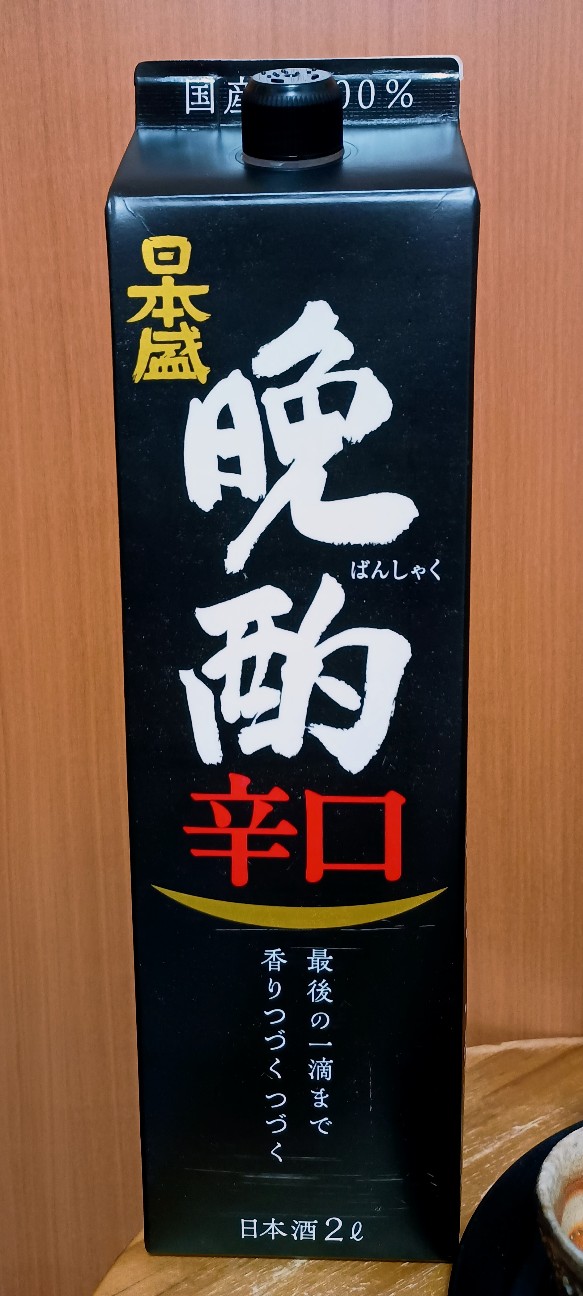 国産 00%
日本盛
晩酌
ばんしゃく
辛口
最後の一滴まで
香りつづくつづく
日本酒2ℓ